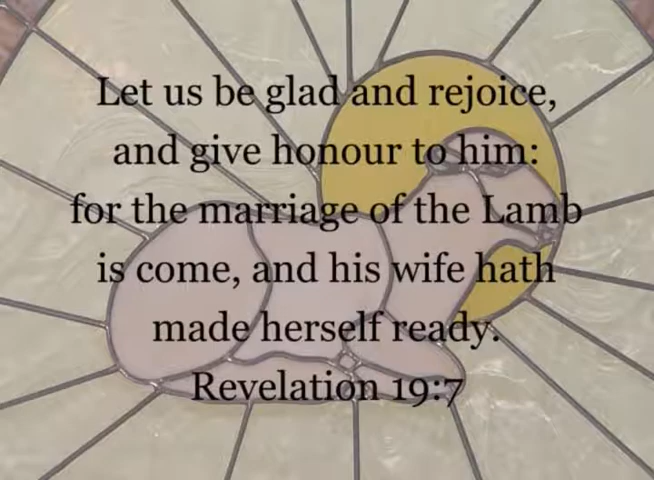 Let us be glad and rejoice,
and give honour to him:
for the marriage of the Lamb
is come, and his wife hath
made herself ready.
Revelation 19:7